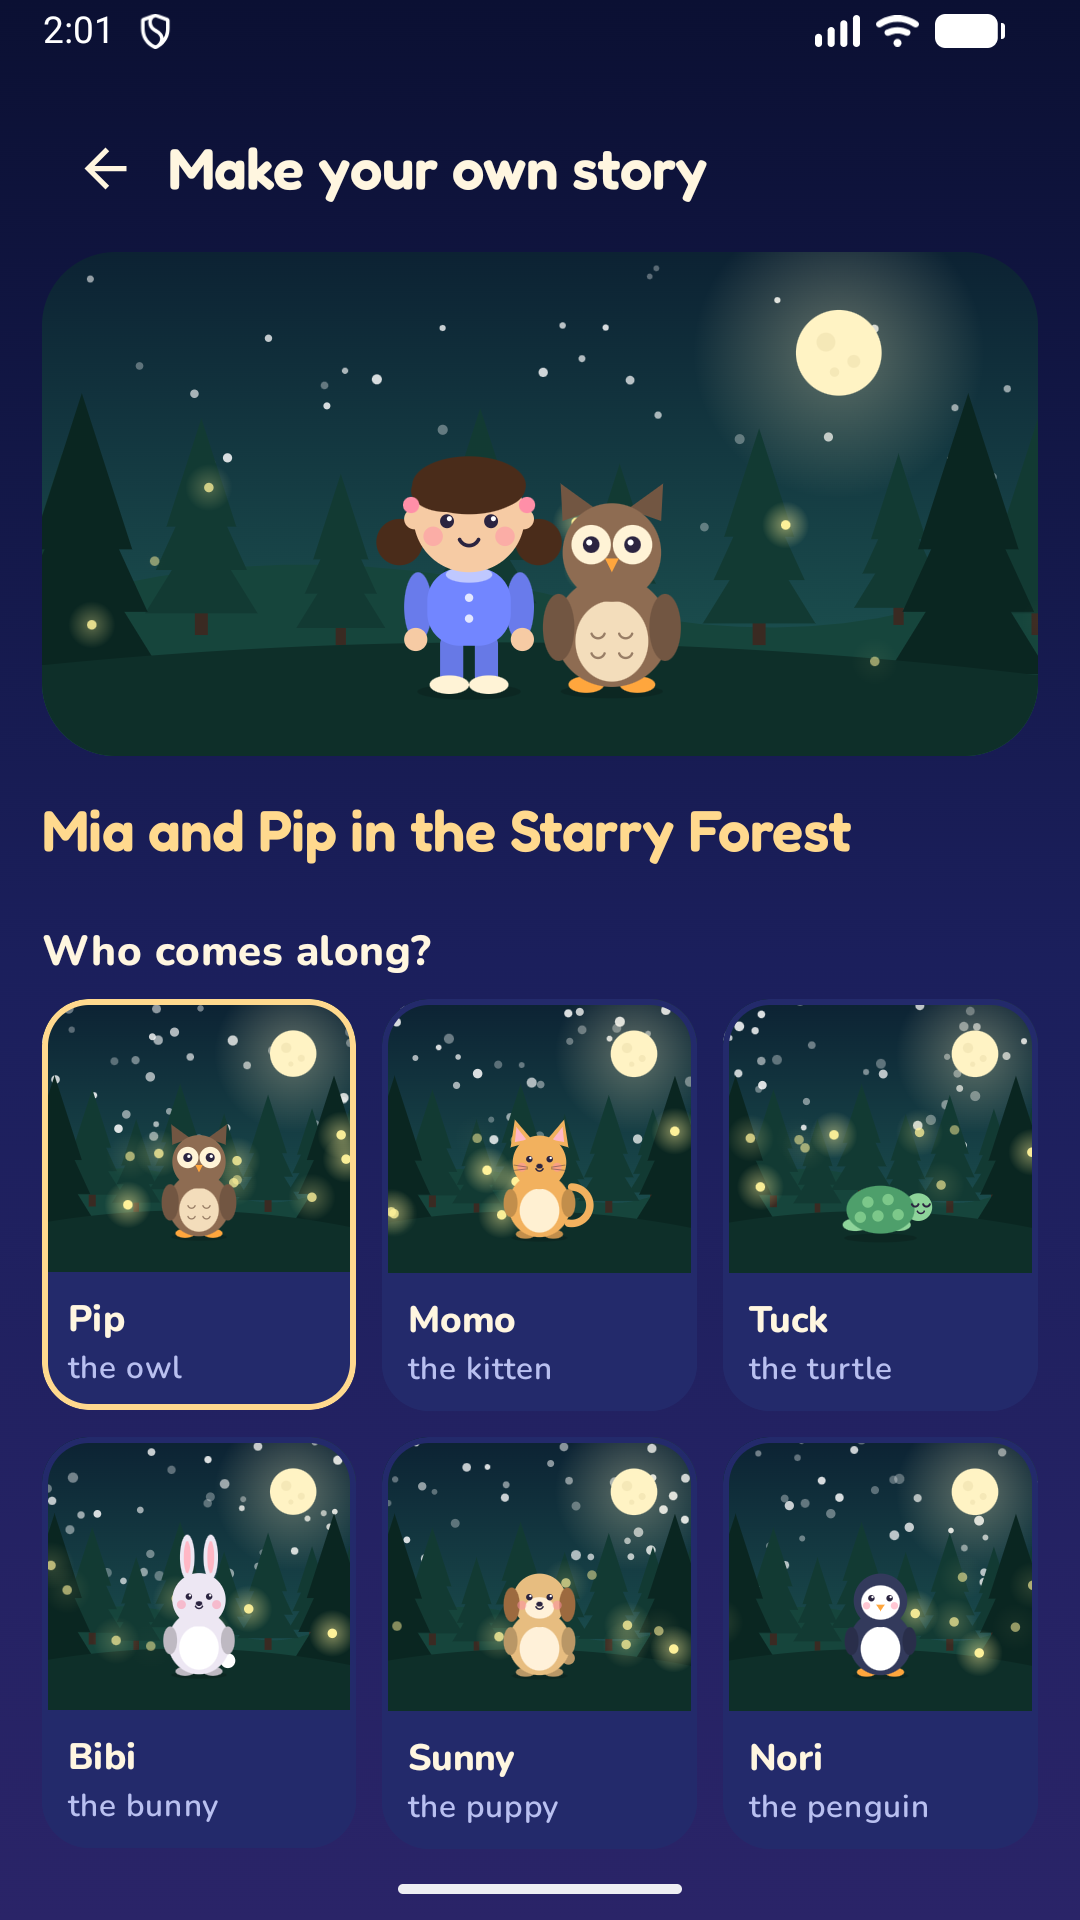 2:01
Make your own story
Mia and Pip in the Starry Forest
Who comes along?
Pip
the owl
Momo
the kitten
Tuck
the turtle
Bibi
the bunny
Sunny
the puppy
Nori
the penguin